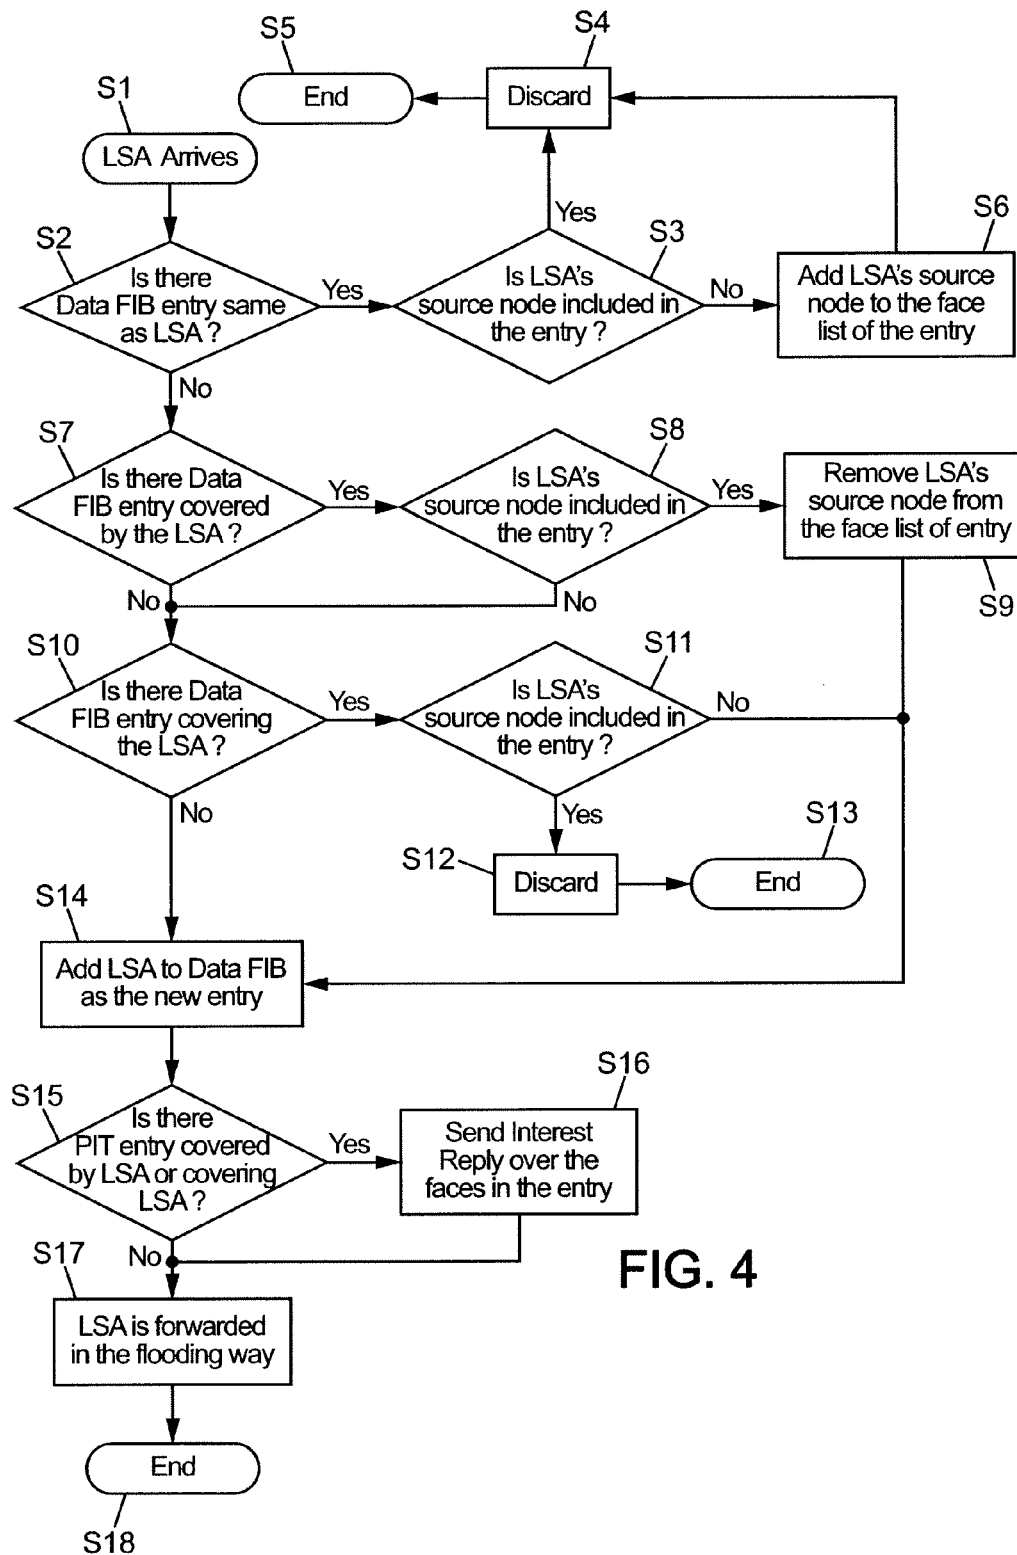 S5
S4
S1
End
Discard
LSA Arrives
Yes
S2
S3
S6
Is there
Data FIB entry same
as LSA ?
Yes
Is LSA's
source node included in
the entry ?
No
Add LSA's source
node to the face
list of the entry
No
S7
S8
Is there Data
FIB entry covered
by the LSA ?
Yes
Is LSA's
source node included in
the entry ?
Yes
Remove LSA's
source node from
the face list of entry
No
No
S9
S10
S11
Is there Data
FIB entry covering
the LSA ?
Yes
Is LSA's
source node included in
the entry ?
No
No
Yes
S13
S12
Discard
End
S14
Add LSA to Data FIB
as the new entry
S16
S15
Is there
PIT entry covered
by LSA or covering
LSA ?
Yes
Send Interest
Reply over the
faces in the entry
No
S17
FIG. 4
LSA is forwarded
in the flooding way
End
S18